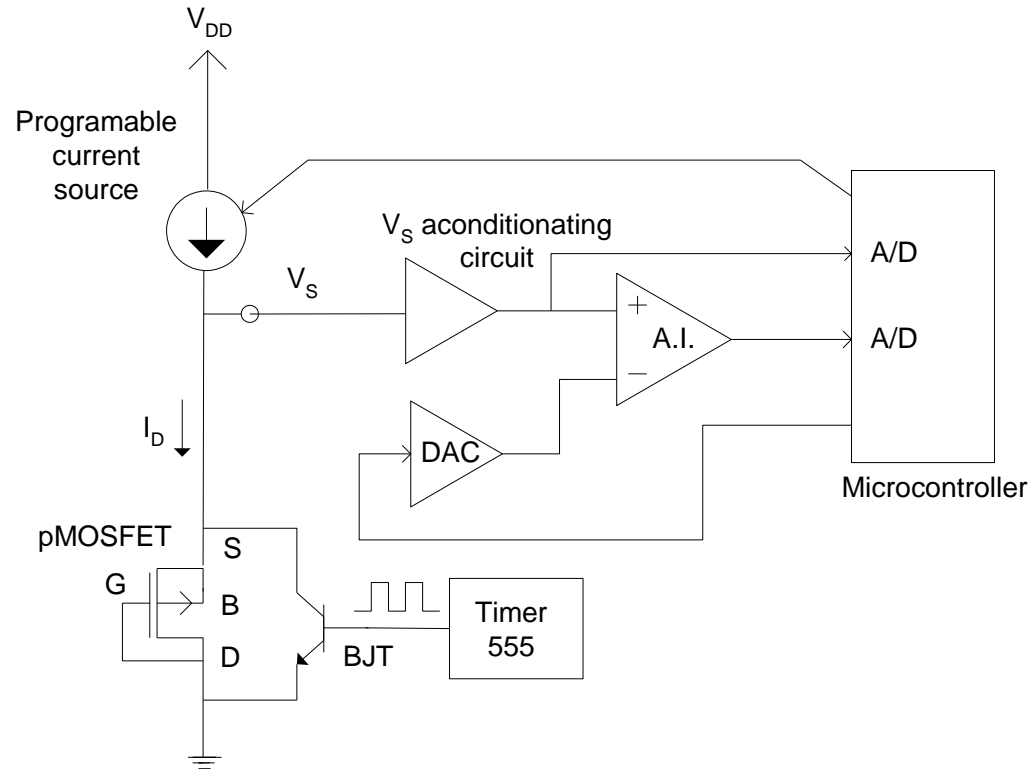 V_DD
Programable
current
source
V_S aconditionating
circuit
V_S
A/D
+
A.I.
A/D
−
I_D
DAC
Microcontroller
pMOSFET
S
G
B
D
BJT
Timer
555